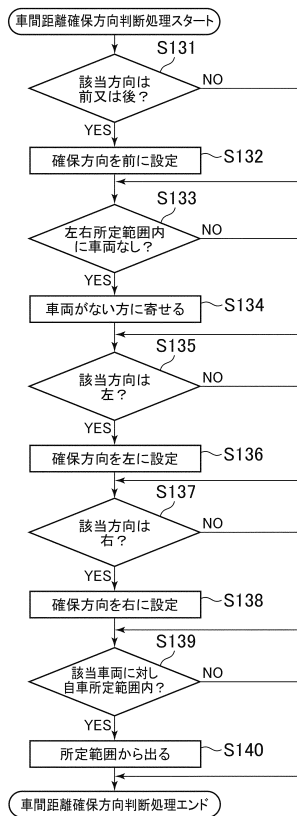 車間距離確保方向判断処理スタート
S131
該当方向は
前又は後？
NO
YES
確保方向を前に設定
S132
S133
左右所定範囲内
に車両なし？
NO
YES
車両がない方に寄せる
S134
S135
該当方向は
左？
NO
YES
確保方向を左に設定
S136
S137
該当方向は
右？
NO
YES
確保方向を右に設定
S138
S139
該当車両に対し
自車所定範囲内？
NO
YES
所定範囲から出る
S140
車間距離確保方向判断処理エンド